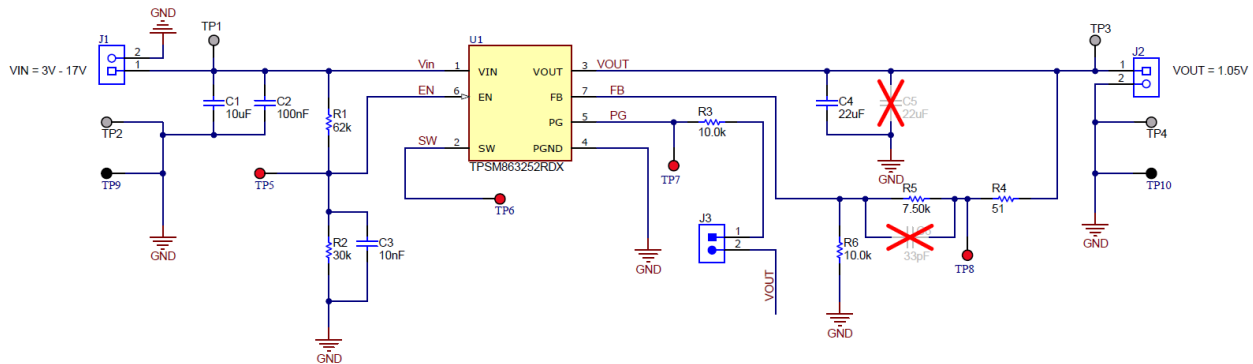 J1
GND
2
1
VIN = 3V - 17V
TP1
C1
10uF
C2
100nF
TP2
TP9
GND
R1
62k
TP5
R2
30k
C3
10nF
GND
Vin
EN
SW
U1
1
6
2
VIN
EN
SW
VOUT
FB
PG
PGND
3
7
5
4
TPSM863252RDX
VOUT
FB
PG
TP6
GND
TP7
R3
10.0k
J3
1
2
VOUT
C4
22uF
C5
22uF
GND
R5
7.50k
R4
51
R6
10.0k
33pF
TP8
GND
TP3
J2
1
2
VOUT = 1.05V
TP4
TP10
GND